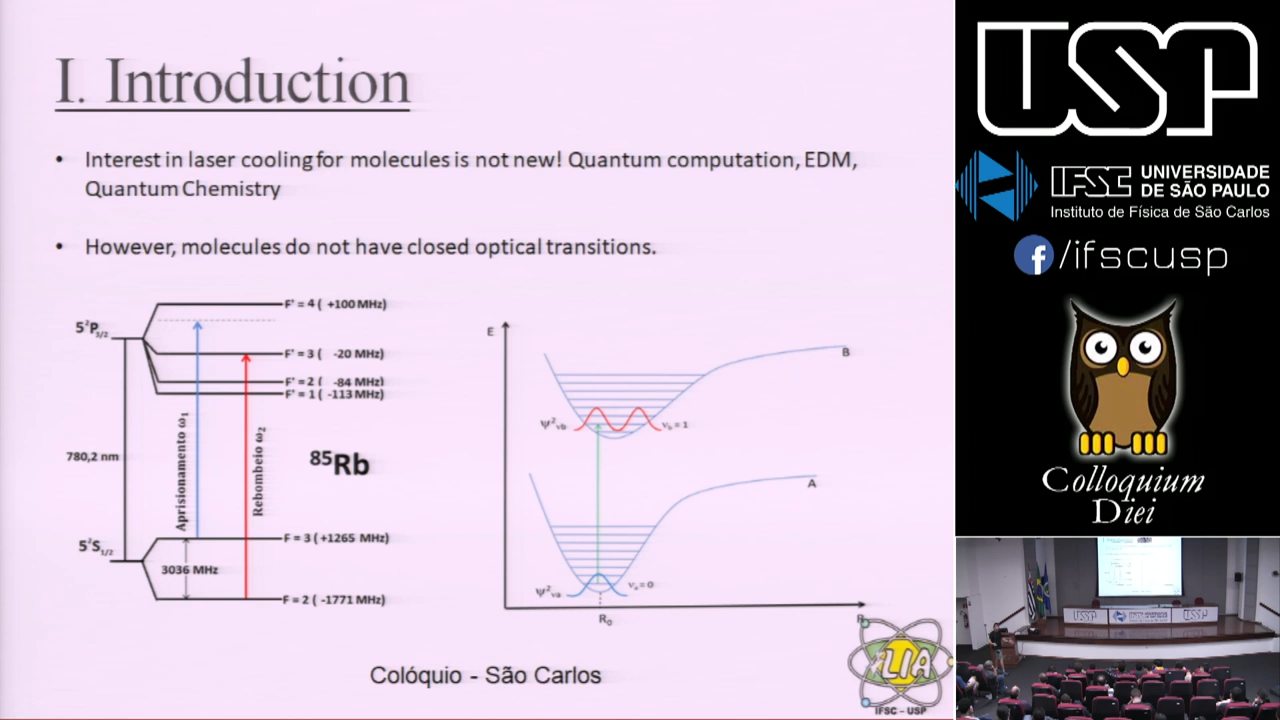 I. Introduction
• Interest in laser cooling for molecules is not new! Quantum computation, EDM,
Quantum Chemistry
• However, molecules do not have closed optical transitions.
F' = 4 ( +100 MHz)
5²P3/2
F' = 3 ( -20 MHz)
F' = 2 ( -84 MHz)
F' = 1 ( -113 MHz)
Aprisionamento ω1
Rebombeio ω2
780,2 nm
⁸⁵Rb
5²S1/2
F = 3 (+1265 MHz)
3036 MHz
F = 2 ( -1771 MHz)
E
B
Ψ²vb
νb = 1
A
Ψ²va
νa = 0
R0
R
Colóquio - São Carlos
LIA
IFSC - USP
USP
IFSC UNIVERSIDADE
DE SÃO PAULO
Instituto de Física de São Carlos
f /ifscusp
Colloquium
Diei